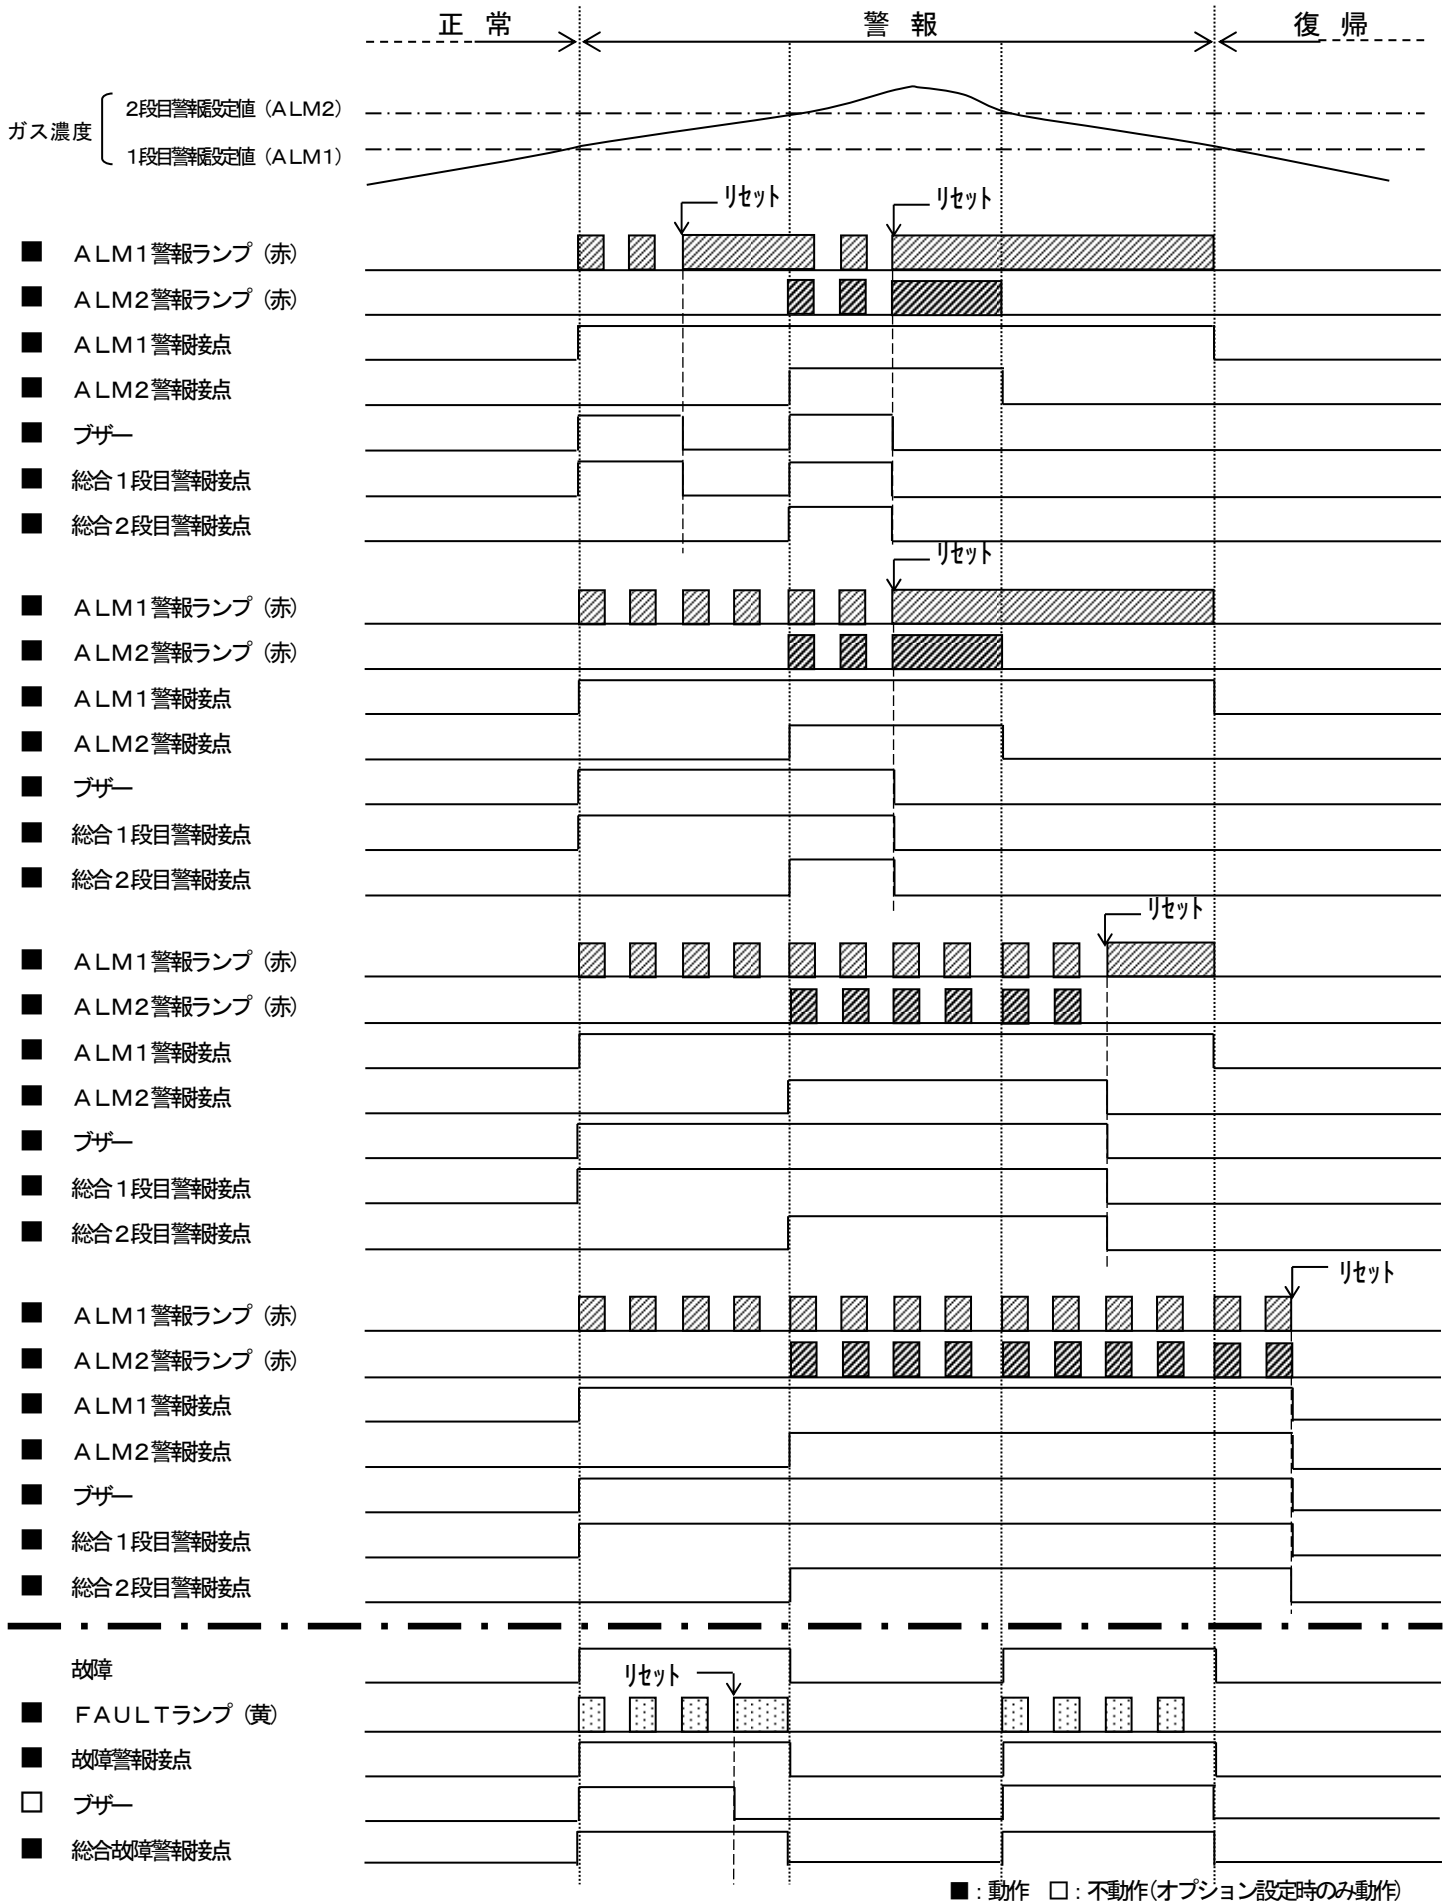 正常 警報 復帰
ガス濃度
2段目警報設定値（ALM2）
1段目警報設定値（ALM1）
リセット リセット
■ ALM1警報ランプ（赤）
■ ALM2警報ランプ（赤）
■ ALM1警報接点
■ ALM2警報接点
■ ブザー
■ 総合1段目警報接点
■ 総合2段目警報接点
リセット
■ ALM1警報ランプ（赤）
■ ALM2警報ランプ（赤）
■ ALM1警報接点
■ ALM2警報接点
■ ブザー
■ 総合1段目警報接点
■ 総合2段目警報接点
リセット
■ ALM1警報ランプ（赤）
■ ALM2警報ランプ（赤）
■ ALM1警報接点
■ ALM2警報接点
■ ブザー
■ 総合1段目警報接点
■ 総合2段目警報接点
リセット
■ ALM1警報ランプ（赤）
■ ALM2警報ランプ（赤）
■ ALM1警報接点
■ ALM2警報接点
■ ブザー
■ 総合1段目警報接点
■ 総合2段目警報接点
故障
リセット
■ FAULTランプ（黄）
■ 故障警報接点
□ ブザー
■ 総合故障警報接点
■：動作 □：不動作（オプション設定時のみ動作）